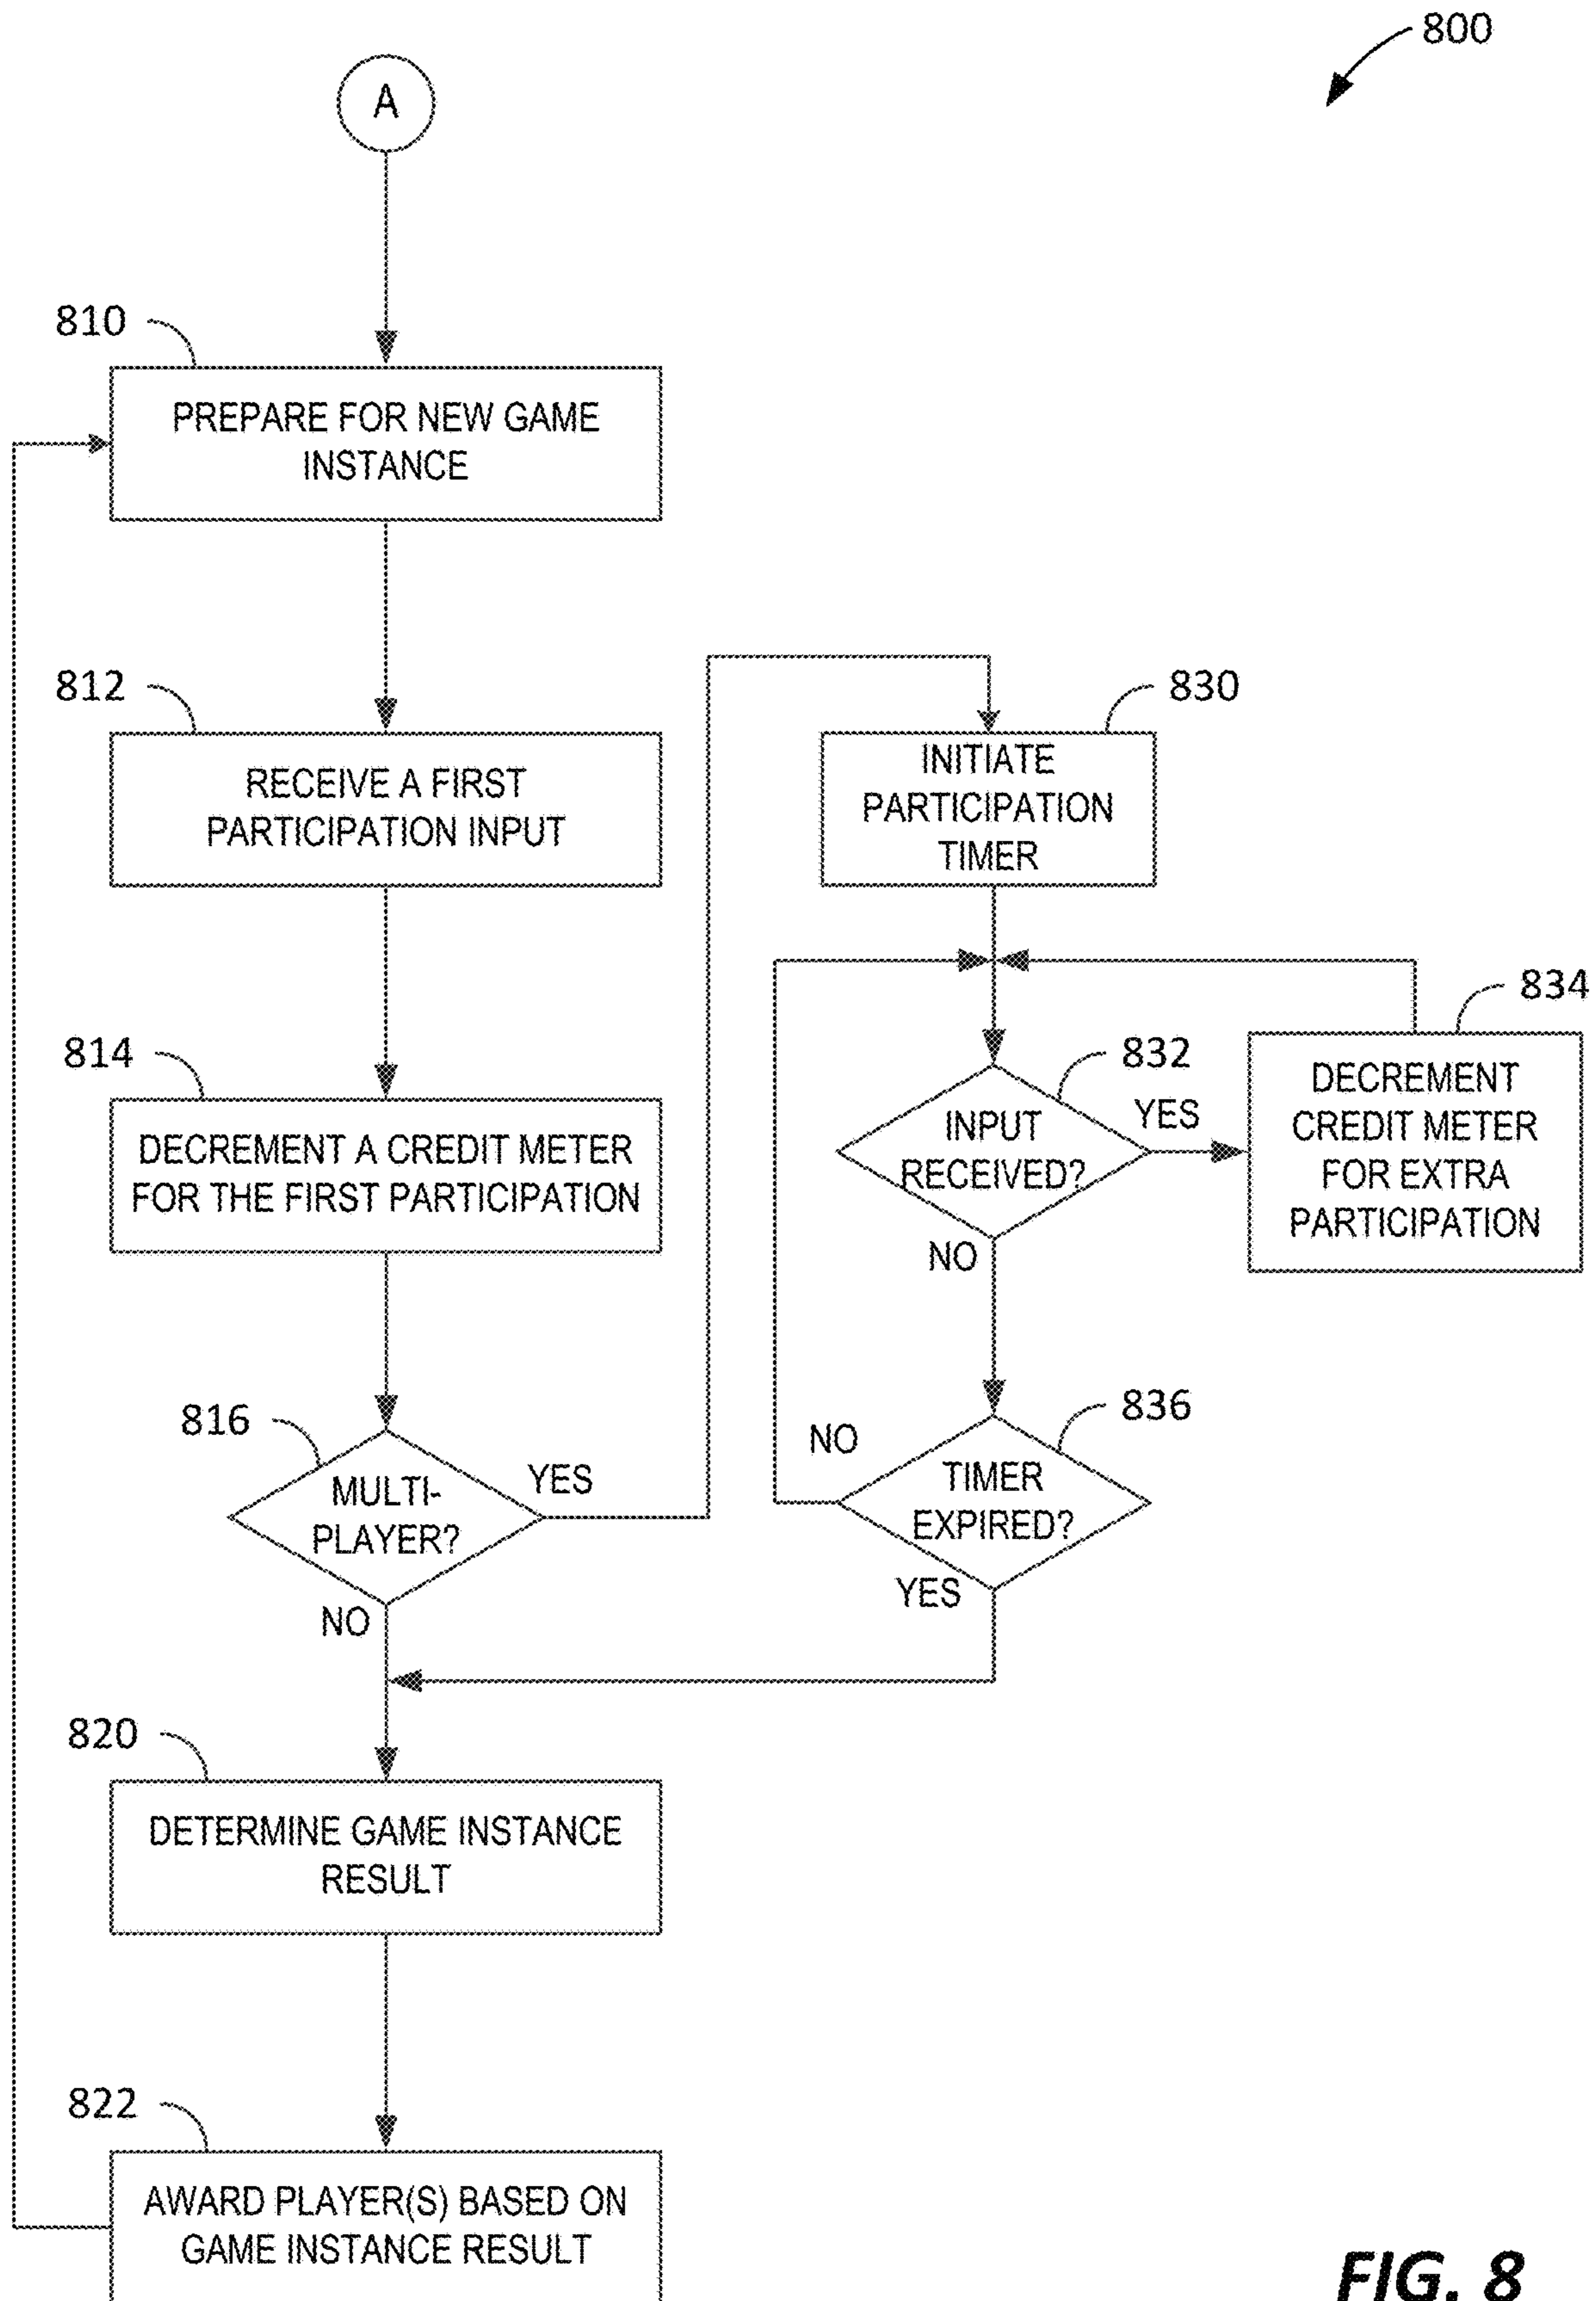 800
A
810
PREPARE FOR NEW GAME
INSTANCE
812
RECEIVE A FIRST
PARTICIPATION INPUT
830
INITIATE
PARTICIPATION
TIMER
814
DECREMENT A CREDIT METER
FOR THE FIRST PARTICIPATION
832
INPUT
RECEIVED?
YES
NO
834
DECREMENT
CREDIT METER
FOR EXTRA
PARTICIPATION
816
MULTI-
PLAYER?
YES
NO
836
TIMER
EXPIRED?
NO
YES
820
DETERMINE GAME INSTANCE
RESULT
822
AWARD PLAYER(S) BASED ON
GAME INSTANCE RESULT
FIG. 8